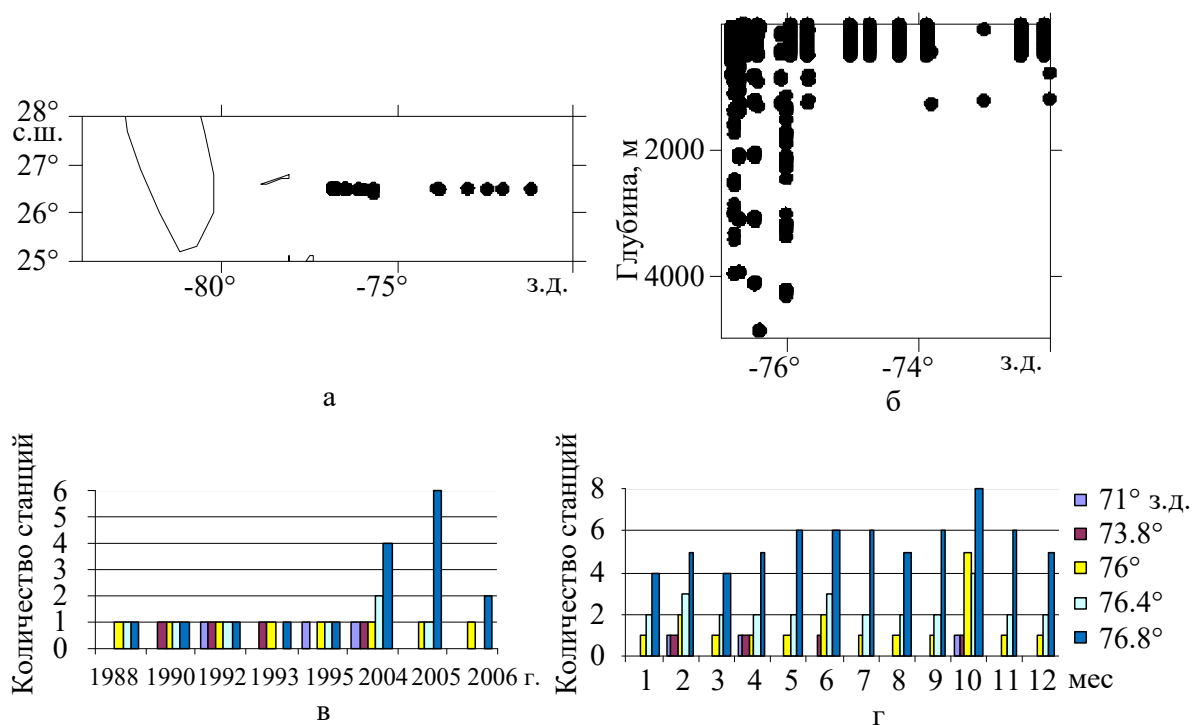 28°
с.ш.
27°
26°
25°
-80°
-75°
з.д.
а
Глубина, м
2000
4000
-76°
-74°
з.д.
б
Количество станций
6
5
4
3
2
1
0
1988 1990 1992 1993 1995 2004 2005 2006 г.
в
Количество станций
8
6
4
2
0
1 2 3 4 5 6 7 8 9 10 11 12 мес
г
71° з.д.
73.8°
76°
76.4°
76.8°